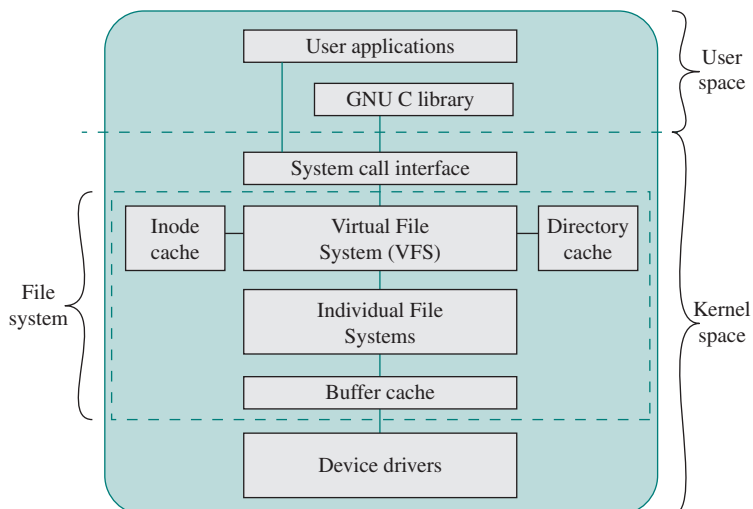 User applications
GNU C library
User
space
System call interface
Inode
cache
Virtual File
System (VFS)
Directory
cache
File
system
Individual File
Systems
Kernel
space
Buffer cache
Device drivers